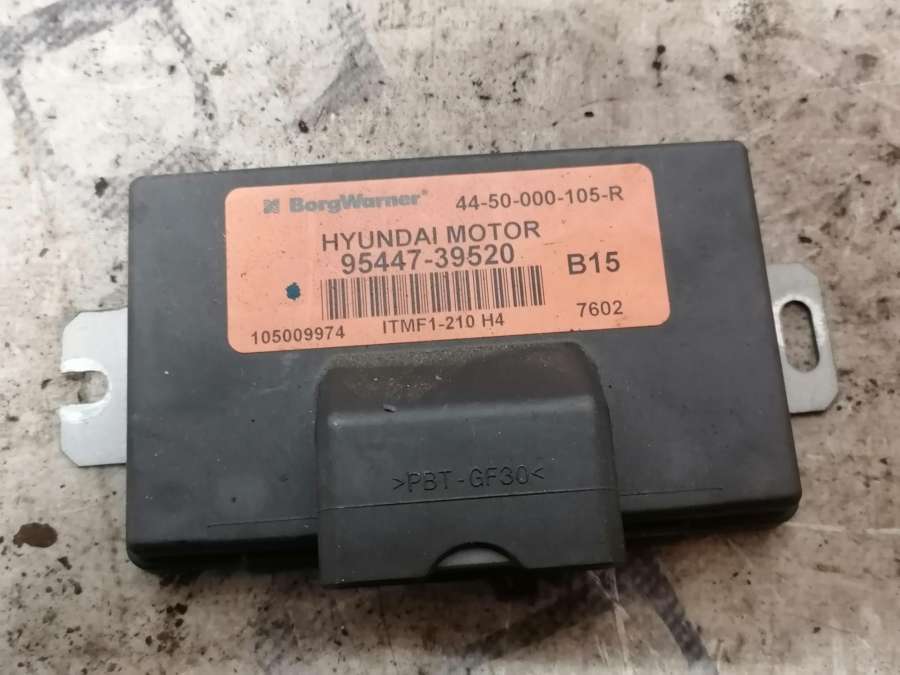 BorgWarner® 44-50-000-105-R
HYUNDAI MOTOR
95447-39520
B15
105009974 ITMF1-210 H4 7602
>PBT-GF30<